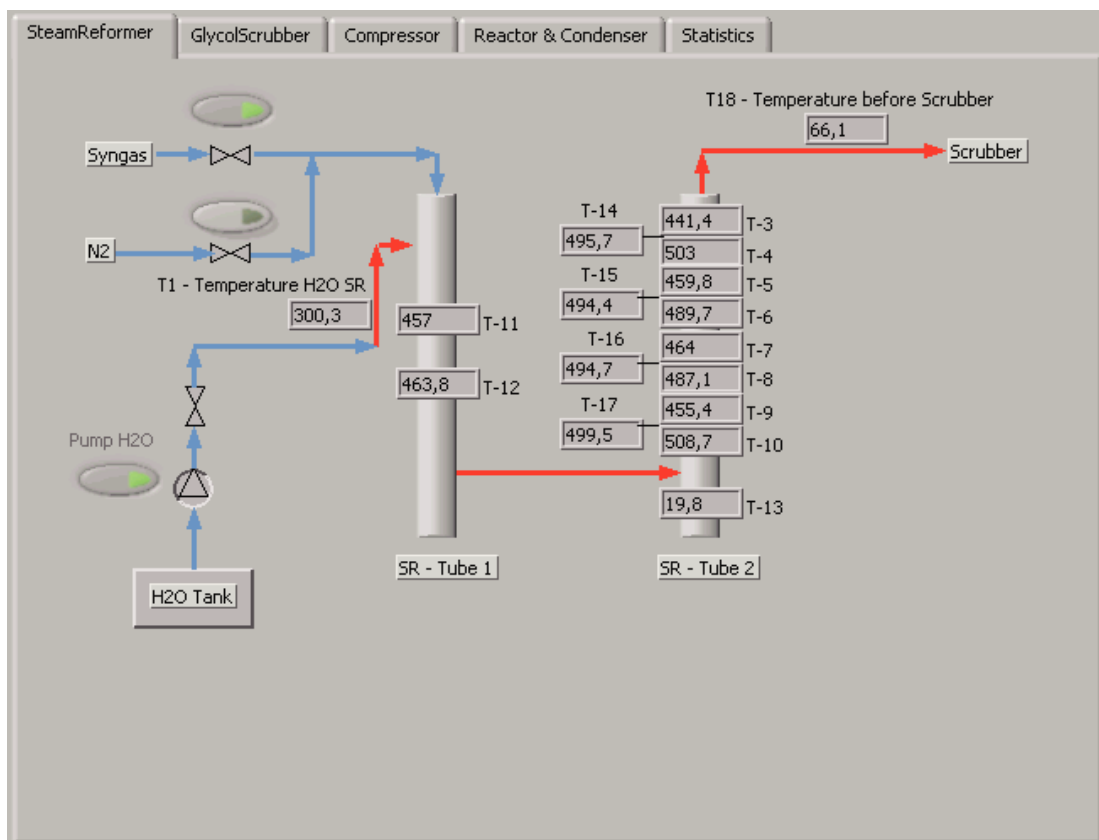 SteamReformer
GlycolScrubber
Compressor
Reactor & Condenser
Statistics
T18 - Temperature before Scrubber
66,1
Syngas
Scrubber
N2
T1 - Temperature H2O SR
300,3
457
T-11
463,8
T-12
T-14
495,7
T-15
494,4
T-16
494,7
T-17
499,5
441,4
T-3
503
T-4
459,8
T-5
489,7
T-6
464
T-7
487,1
T-8
455,4
T-9
508,7
T-10
19,8
T-13
Pump H2O
SR - Tube 1
SR - Tube 2
H2O Tank